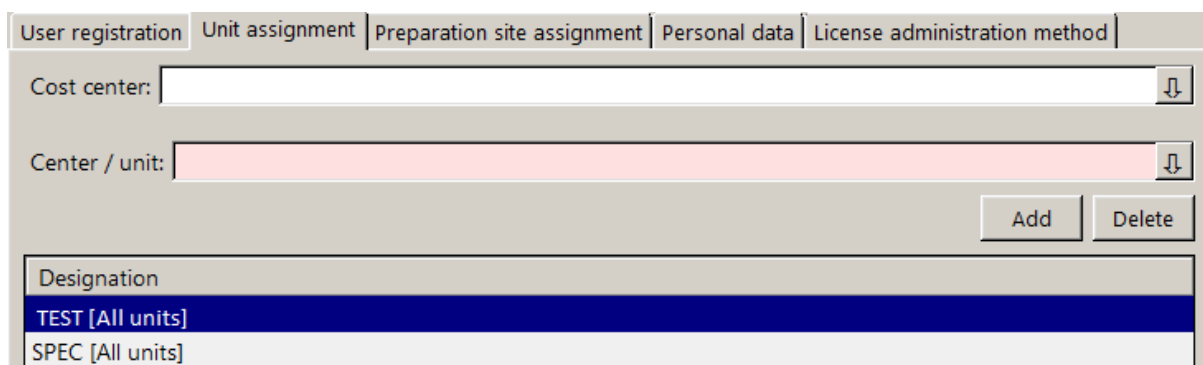 User registration Unit assignment Preparation site assignment Personal data License administration method
Cost center:
Center / unit:
Add Delete
Designation
TEST [All units]
SPEC [All units]